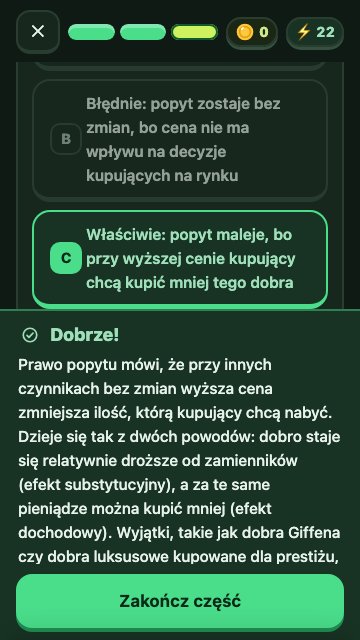 0
22
B
Błędnie: popyt zostaje bez
zmian, bo cena nie ma
wpływu na decyzje
kupujących na rynku
C
Właściwie: popyt maleje, bo
przy wyższej cenie kupujący
chcą kupić mniej tego dobra
Dobrze!
Prawo popytu mówi, że przy innych
czynnikach bez zmian wyższa cena
zmniejsza ilość, którą kupujący chcą nabyć.
Dzieje się tak z dwóch powodów: dobro staje
się relatywnie droższe od zamienników
(efekt substytucyjny), a za te same
pieniądze można kupić mniej (efekt
dochodowy). Wyjątki, takie jak dobra Giffena
czy dobra luksusowe kupowane dla prestiżu,
Zakończ część